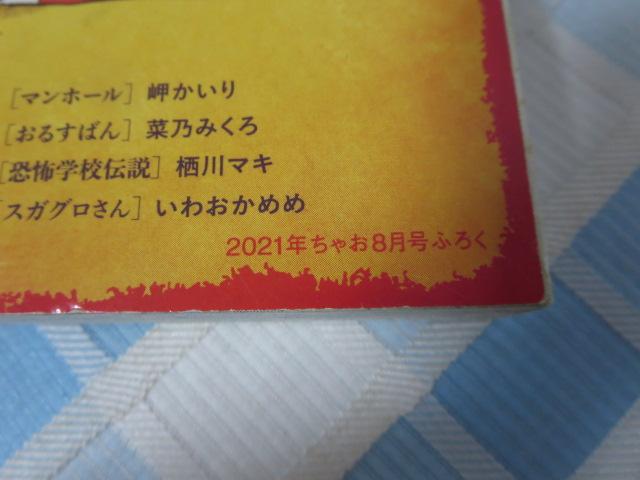 [マンホール] 岬かいり
[おるすばん] 菜乃みくろ
[恐怖学校伝説] 栖川マキ
[スガグロさん] いわおかめめ
2021年ちゃお8月号ふろく